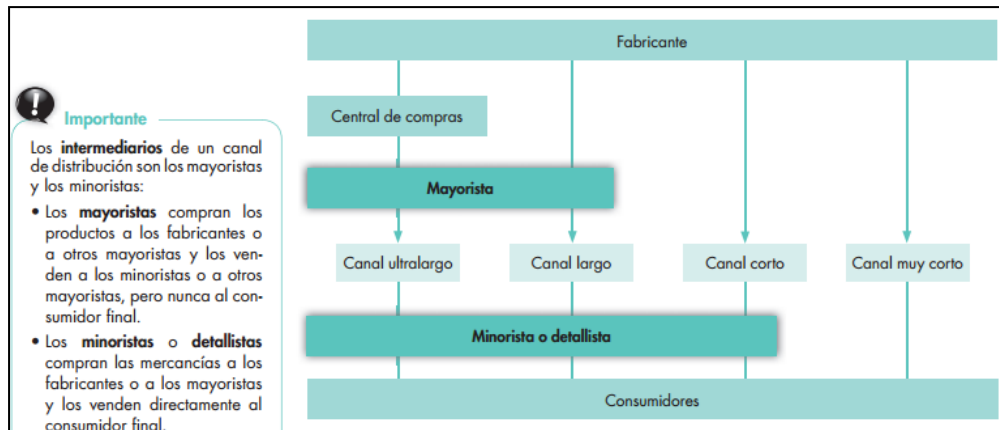 Importante
Los intermediarios de un canal
de distribución son los mayoristas
y los minoristas:
• Los mayoristas compran los
productos a los fabricantes o
a otros mayoristas y los ven-
den a los minoristas o a otros
mayoristas, pero nunca al con-
sumidor final.
• Los minoristas o detallistas
compran las mercancías a los
fabricantes o a los mayoristas
y los venden directamente al
consumidor final.
Fabricante
Central de compras
Mayorista
Canal ultralargo
Canal largo
Canal corto
Canal muy corto
Minorista o detallista
Consumidores